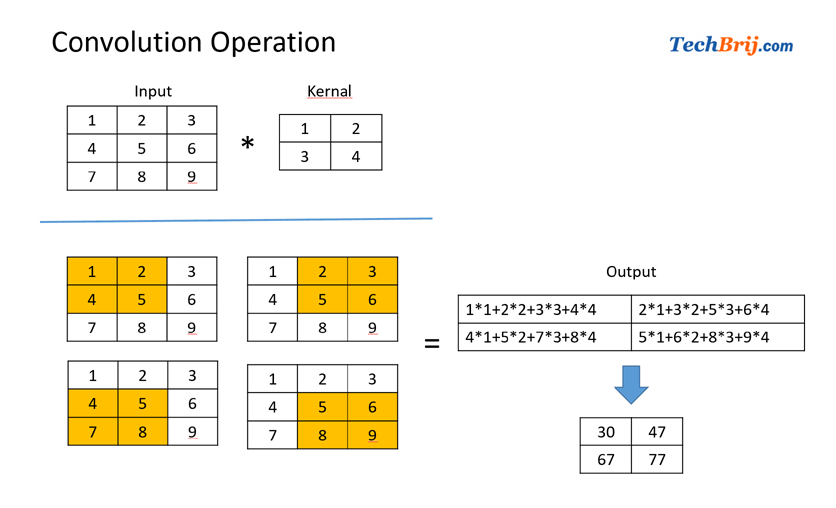 Convolution Operation
TechBrij.com
Input
Kernal
1 2 3
4 5 6
7 8 9
*
1 2
3 4
1 2 3
4 5 6
7 8 9
1 2 3
4 5 6
7 8 9
1 2 3
4 5 6
7 8 9
1 2 3
4 5 6
7 8 9
=
Output
1*1+2*2+3*3+4*4 2*1+3*2+5*3+6*4
4*1+5*2+7*3+8*4 5*1+6*2+8*3+9*4
30 47
67 77